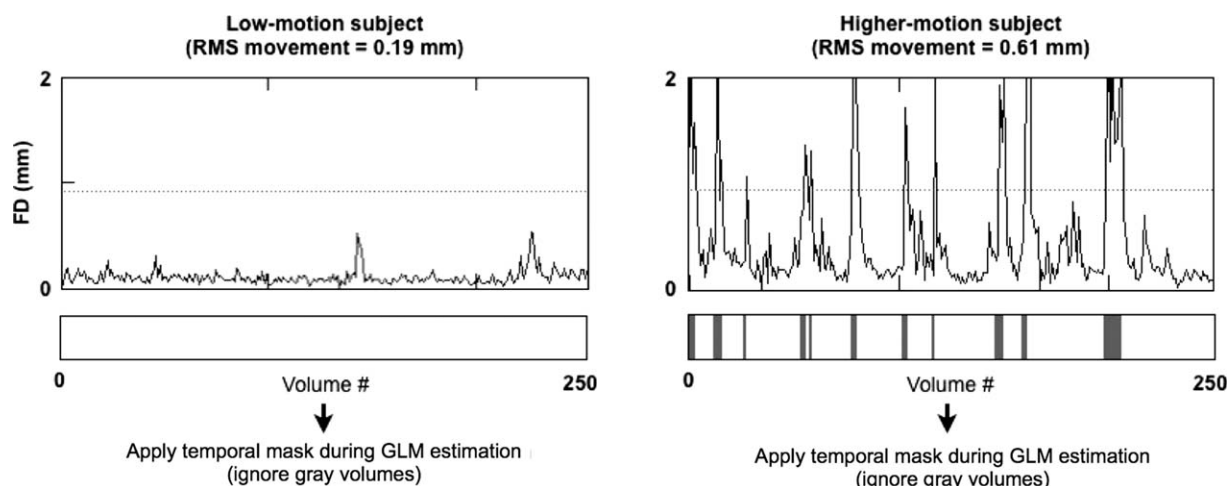 Low-motion subject
(RMS movement = 0.19 mm)
2
FD (mm)
0
0
250
Volume #
Apply temporal mask during GLM estimation
(ignore gray volumes)
Higher-motion subject
(RMS movement = 0.61 mm)
2
0
0
250
Volume #
Apply temporal mask during GLM estimation
(ignore gray volumes)